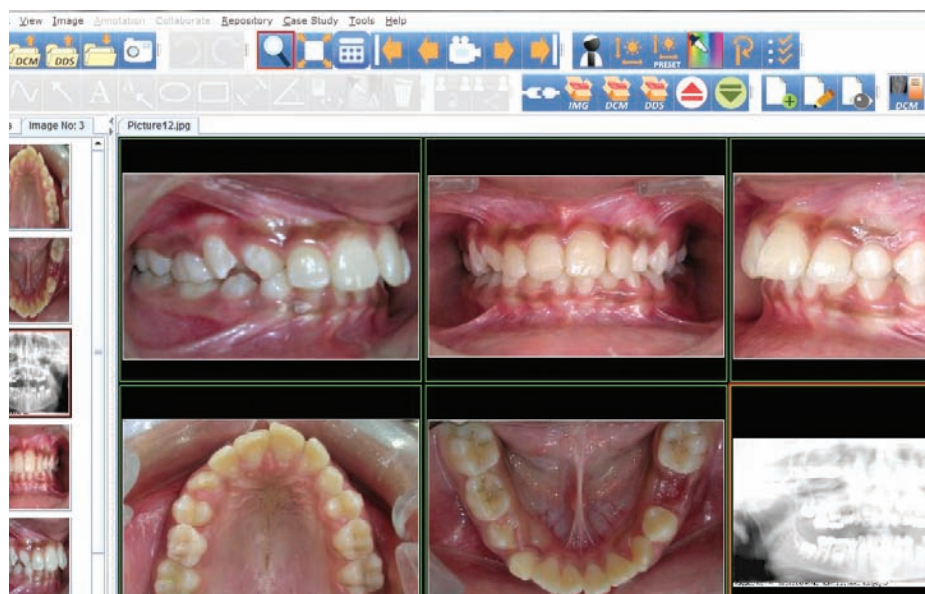 View Image Annotation Collaborate Repository Case Study Tools Help
DCM DDS PRESET
A IMG DCM DDS DCM
Image No: 3 Picture12.jpg